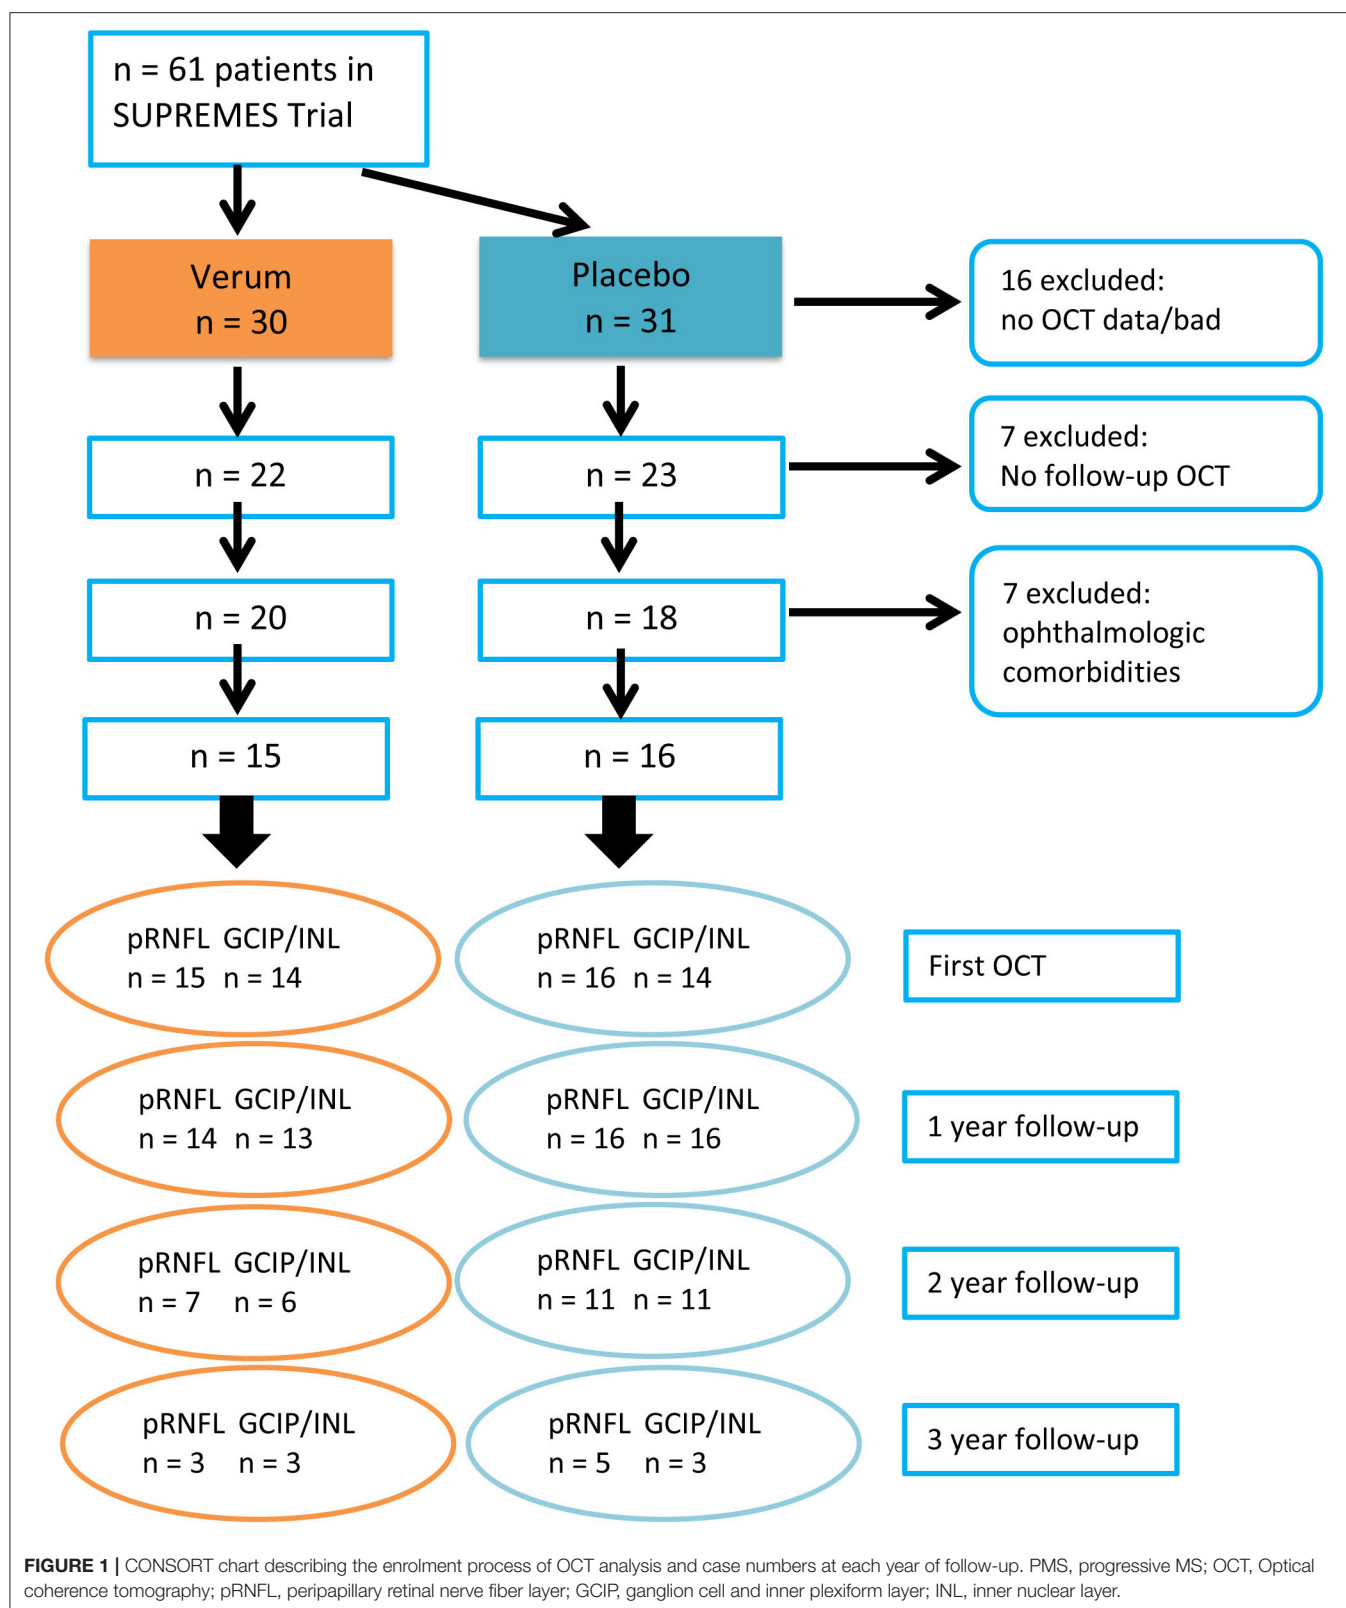 n = 61 patients in
SUPREMES Trial
Verum
n = 30
Placebo
n = 31
16 excluded:
no OCT data/bad
n = 22
n = 23
7 excluded:
No follow-up OCT
n = 20
n = 18
7 excluded:
ophthalmologic
comorbidities
n = 15
n = 16
pRNFL GCIP/INL
n = 15 n = 14
pRNFL GCIP/INL
n = 16 n = 14
First OCT
pRNFL GCIP/INL
n = 14 n = 13
pRNFL GCIP/INL
n = 16 n = 16
1 year follow-up
pRNFL GCIP/INL
n = 7 n = 6
pRNFL GCIP/INL
n = 11 n = 11
2 year follow-up
pRNFL GCIP/INL
n = 3 n = 3
pRNFL GCIP/INL
n = 5 n = 3
3 year follow-up
FIGURE 1 | CONSORT chart describing the enrolment process of OCT analysis and case numbers at each year of follow-up. PMS, progressive MS; OCT, Optical
coherence tomography; pRNFL, peripapillary retinal nerve fiber layer; GCIP, ganglion cell and inner plexiform layer; INL, inner nuclear layer.